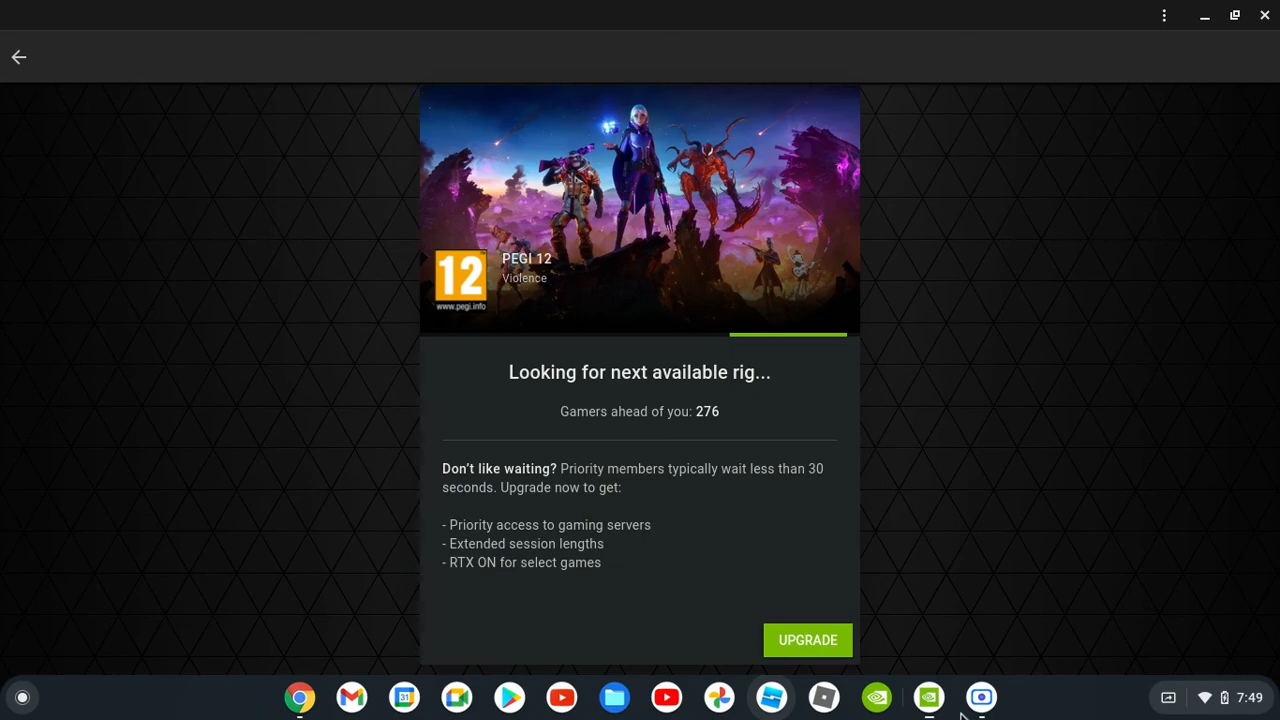 12
www.pegi.info
PEGI 12
Violence
Looking for next available rig...
Gamers ahead of you: 276
Don't like waiting? Priority members typically wait less than 30
seconds. Upgrade now to get:
- Priority access to gaming servers
- Extended session lengths
- RTX ON for select games
UPGRADE
31
7:49